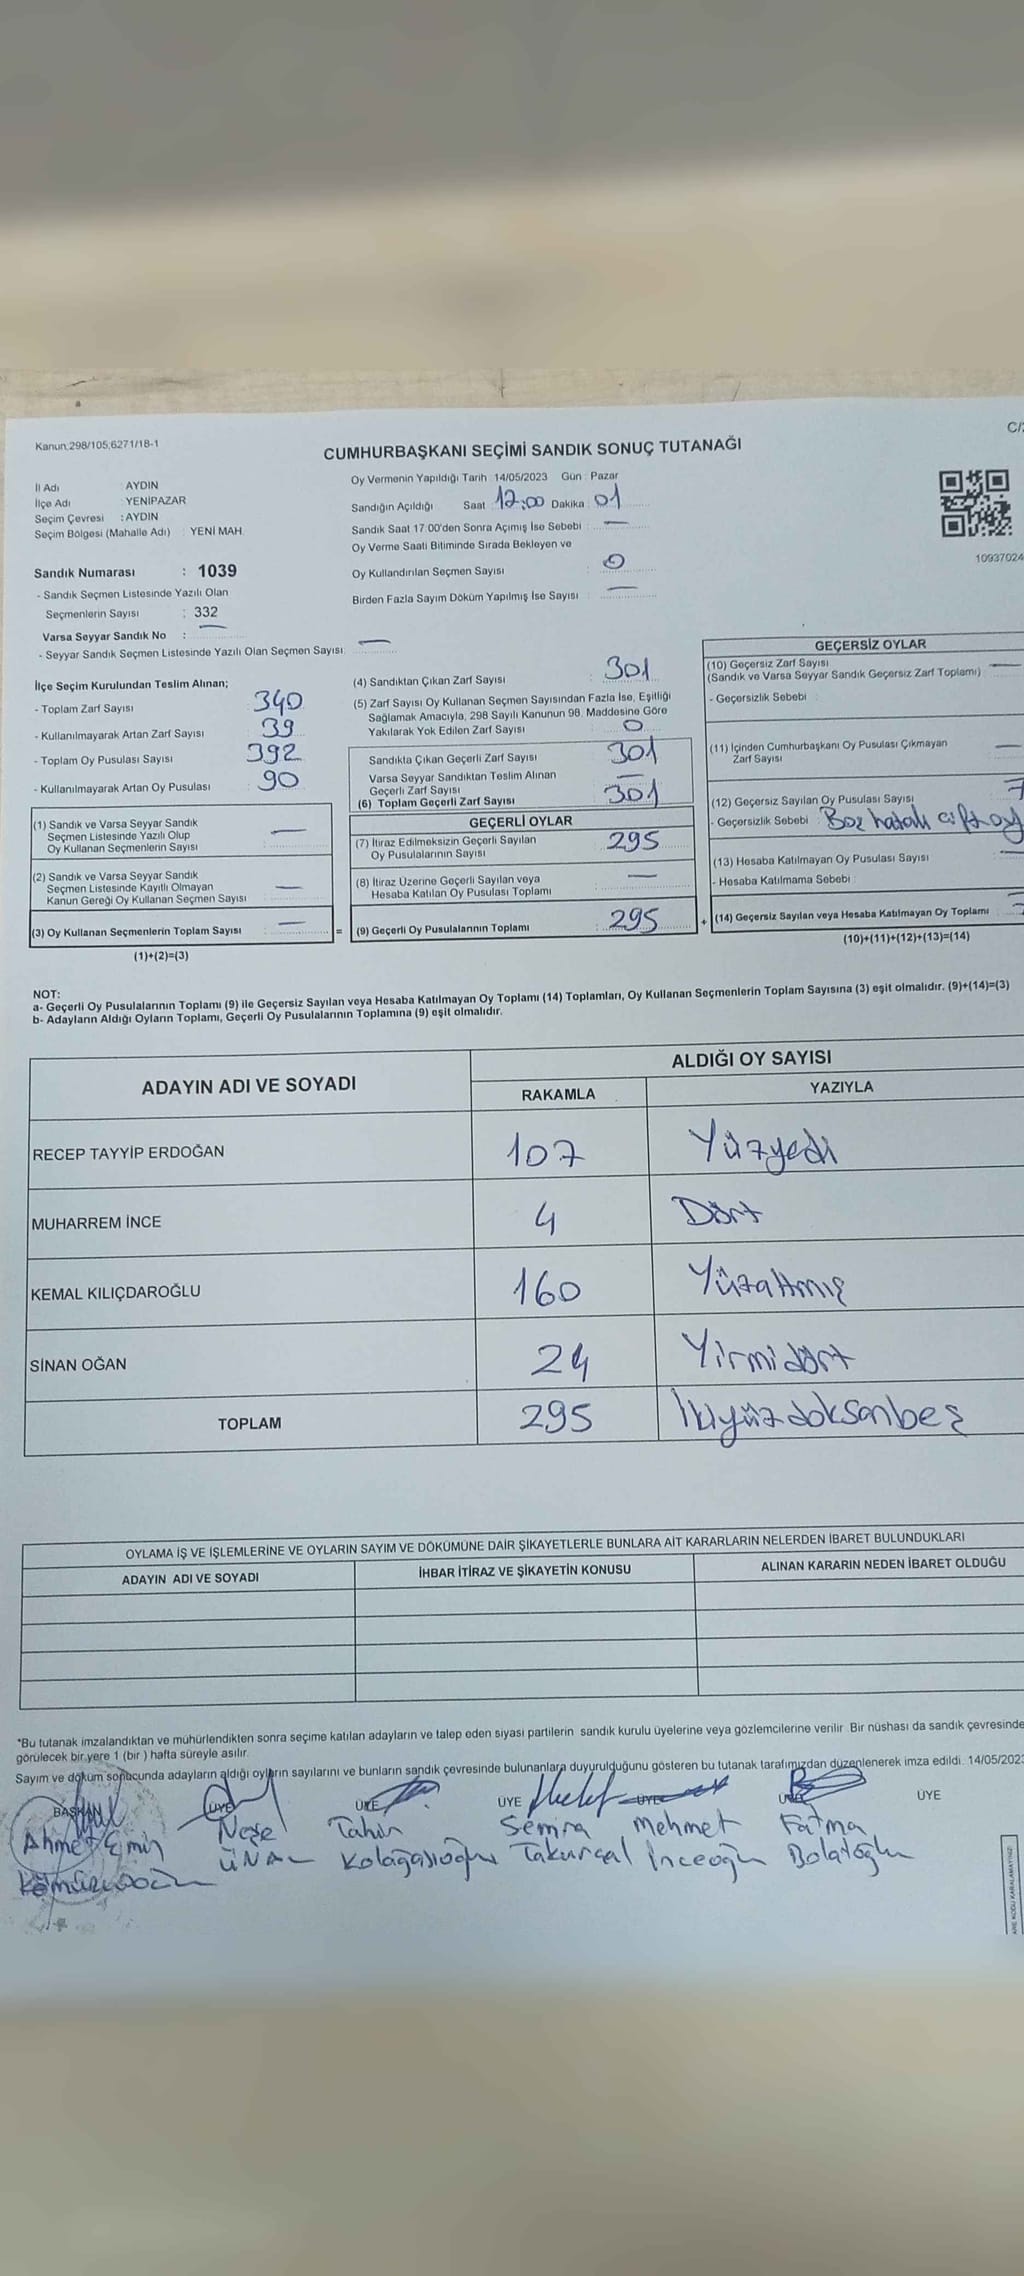 Kanun:298/105;6271/18-1
CUMHURBAŞKANI SEÇİMİ SANDIK SONUÇ TUTANAĞI
İl Adı : AYDIN
İlçe Adı : YENİPAZAR
Seçim Çevresi : AYDIN
Seçim Bölgesi (Mahalle Adı) : YENİ MAH.
Sandık Numarası : 1039
- Sandık Seçmen Listesinde Yazılı Olan
Seçmenlerin Sayısı : 332
Varsa Seyyar Sandık No : —
- Seyyar Sandık Seçmen Listesinde Yazılı Olan Seçmen Sayısı: —
Oy Vermenin Yapıldığı Tarih 14/05/2023 Gün : Pazar
Sandığın Açıldığı Saat 17:00 Dakika : 01
Sandık Saat 17:00'den Sonra Açımış İse Sebebi : —
Oy Verme Saati Bitiminde Sırada Bekleyen ve
Oy Kullandırılan Seçmen Sayısı : 0
Birden Fazla Sayım Döküm Yapılmış İse Sayısı : —
10937024
İlçe Seçim Kurulundan Teslim Alınan;
- Toplam Zarf Sayısı : 340
- Kullanılmayarak Artan Zarf Sayısı : 39
- Toplam Oy Pusulası Sayısı : 392
- Kullanılmayarak Artan Oy Pusulası : 90
(1) Sandık ve Varsa Seyyar Sandık
Seçmen Listesinde Yazılı Olup
Oy Kullanan Seçmenlerin Sayısı : —
(2) Sandık ve Varsa Seyyar Sandık
Seçmen Listesinde Kayıtlı Olmayan
Kanun Gereği Oy Kullanan Seçmen Sayısı : —
(3) Oy Kullanan Seçmenlerin Toplam Sayısı : — =
(1)+(2)=(3)
(4) Sandıktan Çıkan Zarf Sayısı : 301
(5) Zarf Sayısı Oy Kullanan Seçmen Sayısından Fazla İse, Eşitliği
Sağlamak Amacıyla, 298 Sayılı Kanunun 98. Maddesine Göre
Yakılarak Yok Edilen Zarf Sayısı : 0
Sandıkta Çıkan Geçerli Zarf Sayısı : 301
Varsa Seyyar Sandıktan Teslim Alınan
Geçerli Zarf Sayısı : —
(6) Toplam Geçerli Zarf Sayısı : 301
GEÇERLİ OYLAR
(7) İtiraz Edilmeksizin Geçerli Sayılan
Oy Pusulalarının Sayısı : 295
(8) İtiraz Üzerine Geçerli Sayılan veya
Hesaba Katılan Oy Pusulası Toplamı : —
(9) Geçerli Oy Pusulalarının Toplamı : 295 +
GEÇERSİZ OYLAR
(10) Geçersiz Zarf Sayısı
(Sandık ve Varsa Seyyar Sandık Geçersiz Zarf Toplamı) : —
- Geçersizlik Sebebi :
(11) İçinden Cumhurbaşkanı Oy Pusulası Çıkmayan
Zarf Sayısı —
(12) Geçersiz Sayılan Oy Pusulası Sayısı 7
- Geçersizlik Sebebi : hatalı çift oy
(13) Hesaba Katılmayan Oy Pusulası Sayısı —
- Hesaba Katılmama Sebebi :
(14) Geçersiz Sayılan veya Hesaba Katılmayan Oy Toplamı :
(10)+(11)+(12)+(13)=(14)
NOT:
a- Geçerli Oy Pusulalarının Toplamı (9) ile Geçersiz Sayılan veya Hesaba Katılmayan Oy Toplamı (14) Toplamları, Oy Kullanan Seçmenlerin Toplam Sayısına (3) eşit olmalıdır. (9)+(14)=(3)
b- Adayların Aldığı Oyların Toplamı, Geçerli Oy Pusulalarının Toplamına (9) eşit olmalıdır.
ADAYIN ADI VE SOYADI
ALDIĞI OY SAYISI
RAKAMLA YAZIYLA
RECEP TAYYİP ERDOĞAN 107 Yüzyedi
MUHARREM İNCE 4 Dört
KEMAL KILIÇDAROĞLU 160 Yüzaltmış
SİNAN OĞAN 24 Yirmidört
TOPLAM 295 İkiyüzdoksanbeş
OYLAMA İŞ VE İŞLEMLERİNE VE OYLARIN SAYIM VE DÖKÜMÜNE DAİR ŞİKAYETLERLE BUNLARA AİT KARARLARIN NELERDEN İBARET BULUNDUKLARI
ADAYIN ADI VE SOYADI İHBAR İTİRAZ VE ŞİKAYETİN KONUSU ALINAN KARARIN NEDEN İBARET OLDUĞU
*Bu tutanak imzalandıktan ve mühürlendikten sonra seçime katılan adayların ve talep eden siyasi partilerin sandık kurulu üyelerine veya gözlemcilerine verilir. Bir nüshası da sandık çevresinde
görülecek bir yere 1 (bir ) hafta süreyle asılır.
Sayım ve döküm sonucunda adayların aldığı oyların sayılarını ve bunların sandık çevresinde bulunanlara duyurulduğunu gösteren bu tutanak tarafımızdan düzenlenerek imza edildi. 14/05/2023
BAŞKAN ÜYE ÜYE ÜYE ÜYE ÜYE ÜYE
Ahmet Emin Neşe Tahir Semra Mehmet Fatma
ÜNAL Kolağasıoğlu İnceoğlu Bolatoğlu